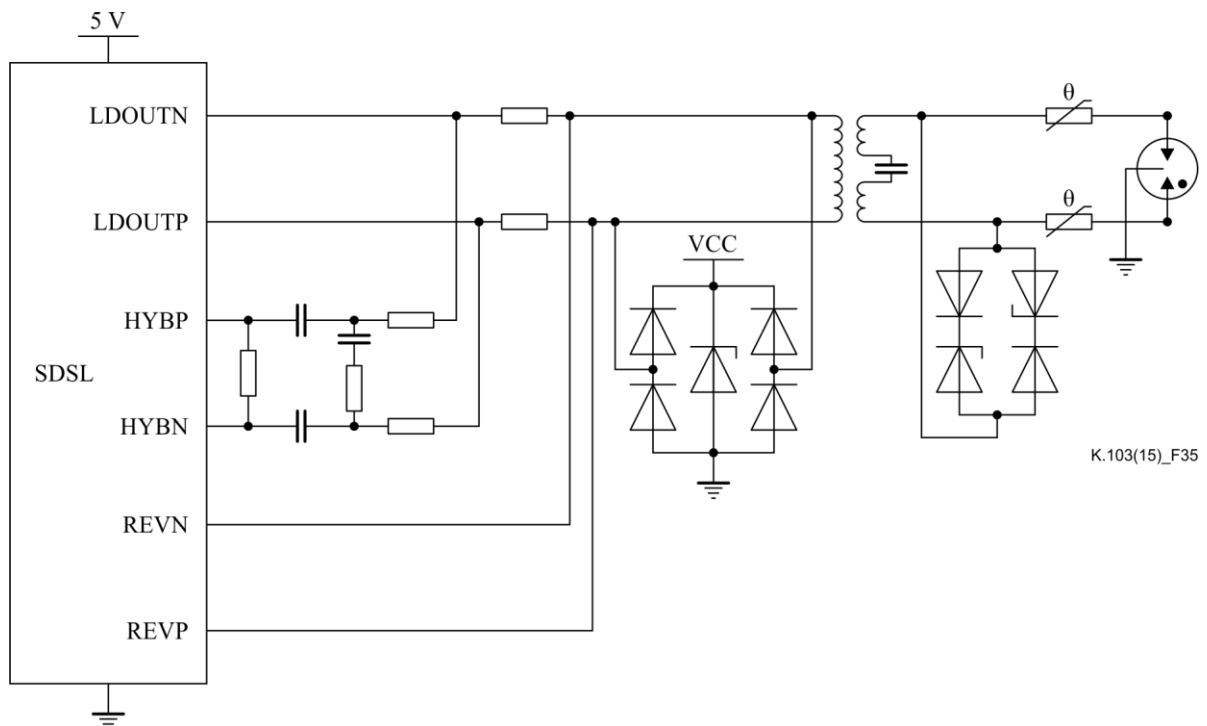 5 V
LDOUTN
θ
LDOUTP
θ
VCC
HYBP
SDSL
HYBN
K.103(15)_F35
REVN
REVP